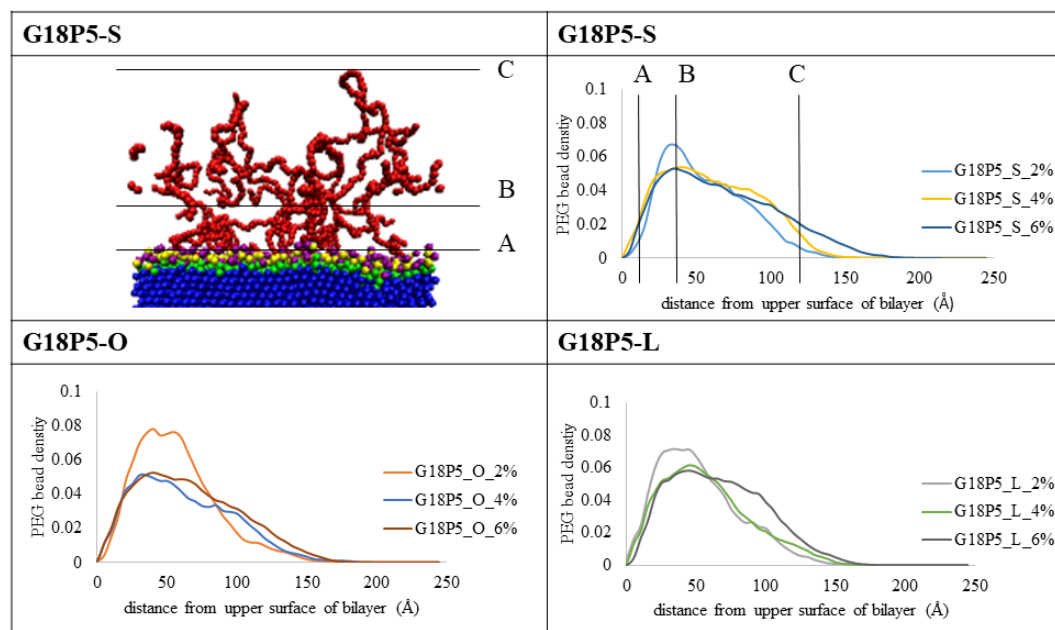 G18P5-S
C
B
A
G18P5-S
A B C
0.1
0.08
0.06
0.04
0.02
0
PEG bead denstiy
0 50 100 150 200 250
distance from upper surface of bilayer (Å)
G18P5_S_2%
G18P5_S_4%
G18P5_S_6%
G18P5-O
0.1
0.08
0.06
0.04
0.02
0
PEG bead denstiy
0 50 100 150 200 250
distance from upper surface of bilayer (Å)
G18P5_O_2%
G18P5_O_4%
G18P5_O_6%
G18P5-L
0.1
0.08
0.06
0.04
0.02
0
PEG bead denstiy
0 50 100 150 200 250
distance from upper surface of bilayer (Å)
G18P5_L_2%
G18P5_L_4%
G18P5_L_6%